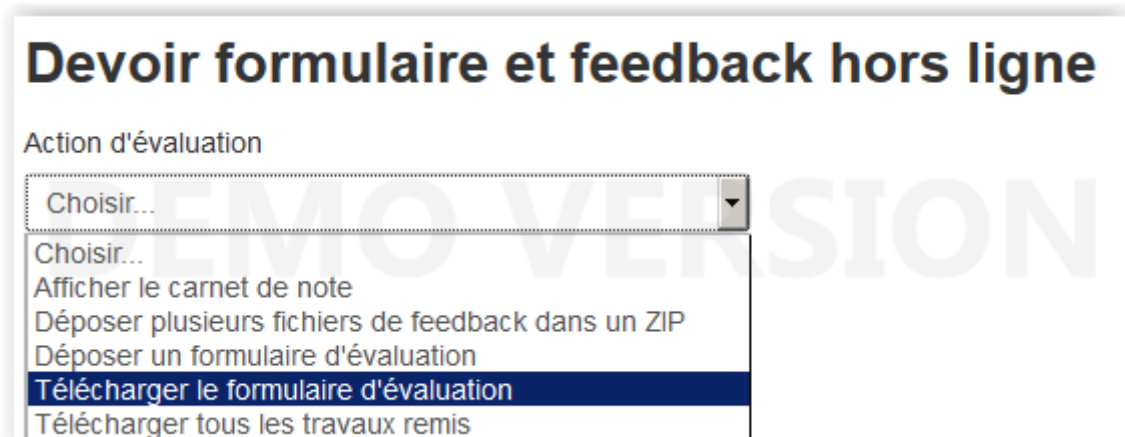 Devoir formulaire et feedback hors ligne
Action d'évaluation
Choisir...
Choisir...
Afficher le carnet de note
Déposer plusieurs fichiers de feedback dans un ZIP
Déposer un formulaire d'évaluation
Télécharger le formulaire d'évaluation
Télécharger tous les travaux remis
DEMO VERSION